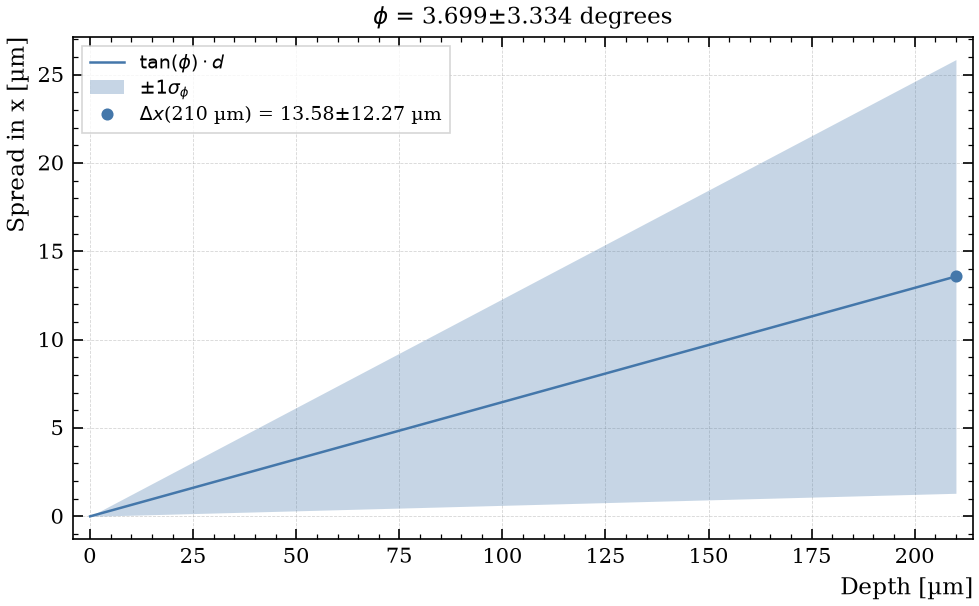 ϕ = 3.699±3.334 degrees
Spread in x [µm]
tan(ϕ) · d
±1σϕ
Δx(210 µm) = 13.58±12.27 µm
25
20
15
10
5
0
0 25 50 75 100 125 150 175 200
Depth [µm]